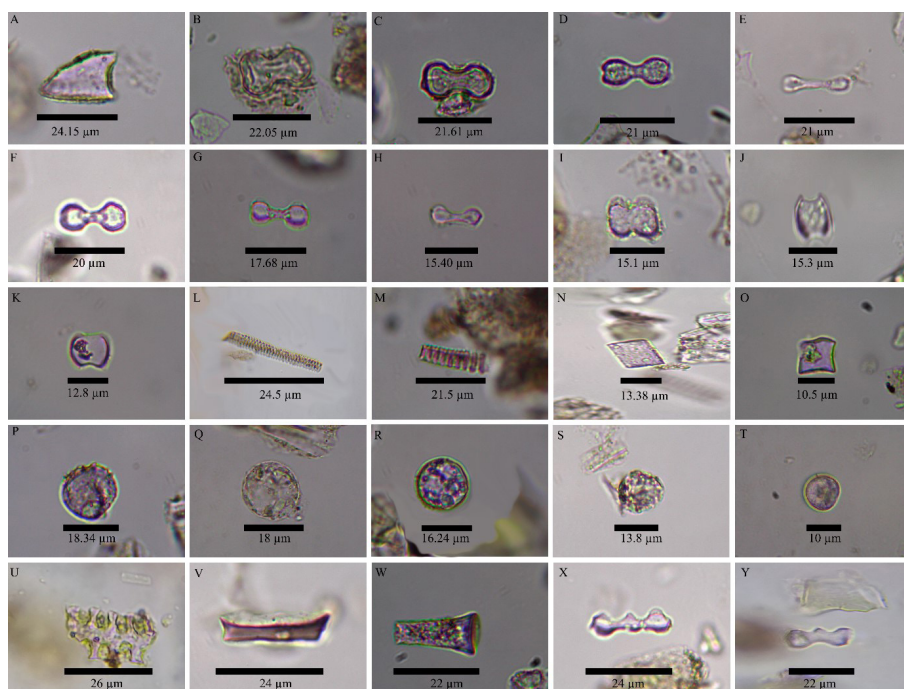 A B C D E
24.15 µm 22.05 µm 21.61 µm 21 µm 21 µm
F G H I J
20 µm 17.68 µm 15.40 µm 15.1 µm 15.3 µm
K L M N O
12.8 µm 24.5 µm 21.5 µm 13.38 µm 10.5 µm
P Q R S T
18.34 µm 18 µm 16.24 µm 13.8 µm 10 µm
U V W X Y
26 µm 24 µm 22 µm 24 µm 22 µm